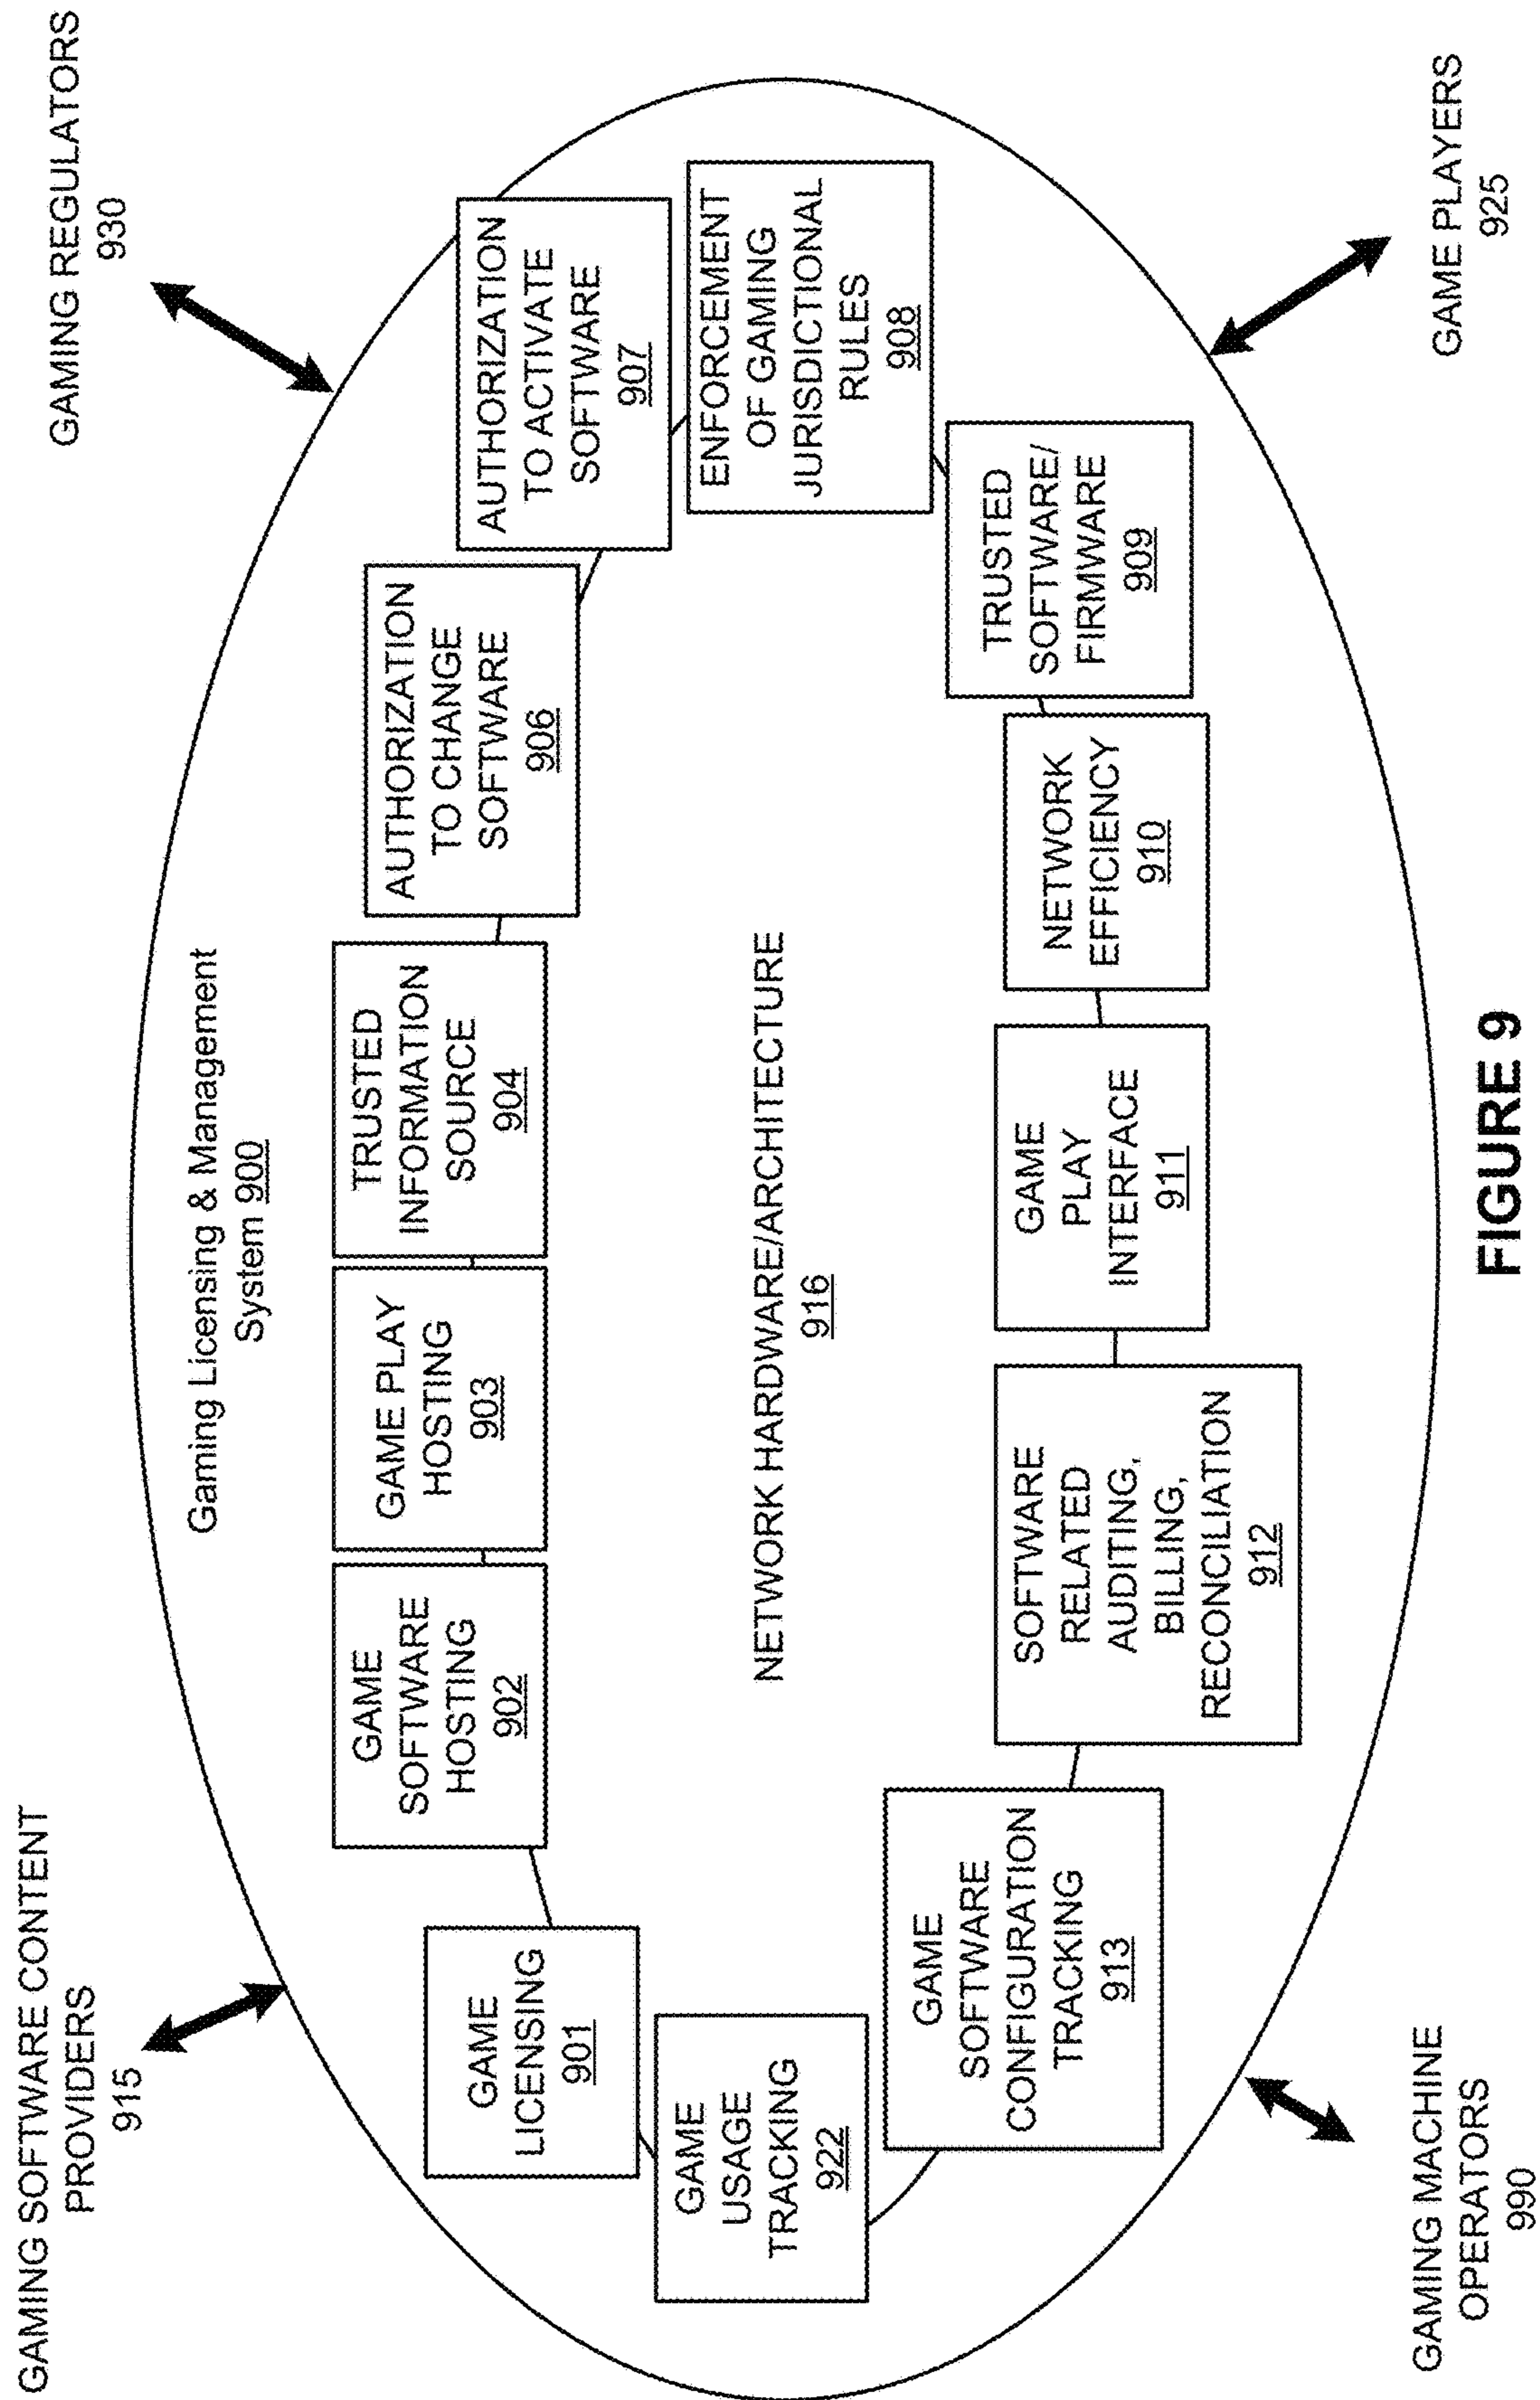 GAMING SOFTWARE CONTENT
PROVIDERS
915
GAMING REGULATORS
930
Gaming Licensing & Management
System 900
GAME
LICENSING
901
GAME
SOFTWARE
HOSTING
902
GAME PLAY
HOSTING
903
TRUSTED
INFORMATION
SOURCE
904
AUTHORIZATION
TO CHANGE
SOFTWARE
906
AUTHORIZATION
TO ACTIVATE
SOFTWARE
907
ENFORCEMENT
OF GAMING
JURISDICTIONAL
RULES
908
GAME
USAGE
TRACKING
922
NETWORK HARDWARE/ARCHITECTURE
916
GAME
SOFTWARE
CONFIGURATION
TRACKING
913
SOFTWARE
RELATED
AUDITING,
BILLING,
RECONCILIATION
912
GAME
PLAY
INTERFACE
911
NETWORK
EFFICIENCY
910
TRUSTED
SOFTWARE/
FIRMWARE
909
GAMING MACHINE
OPERATORS
990
GAME PLAYERS
925
FIGURE 9